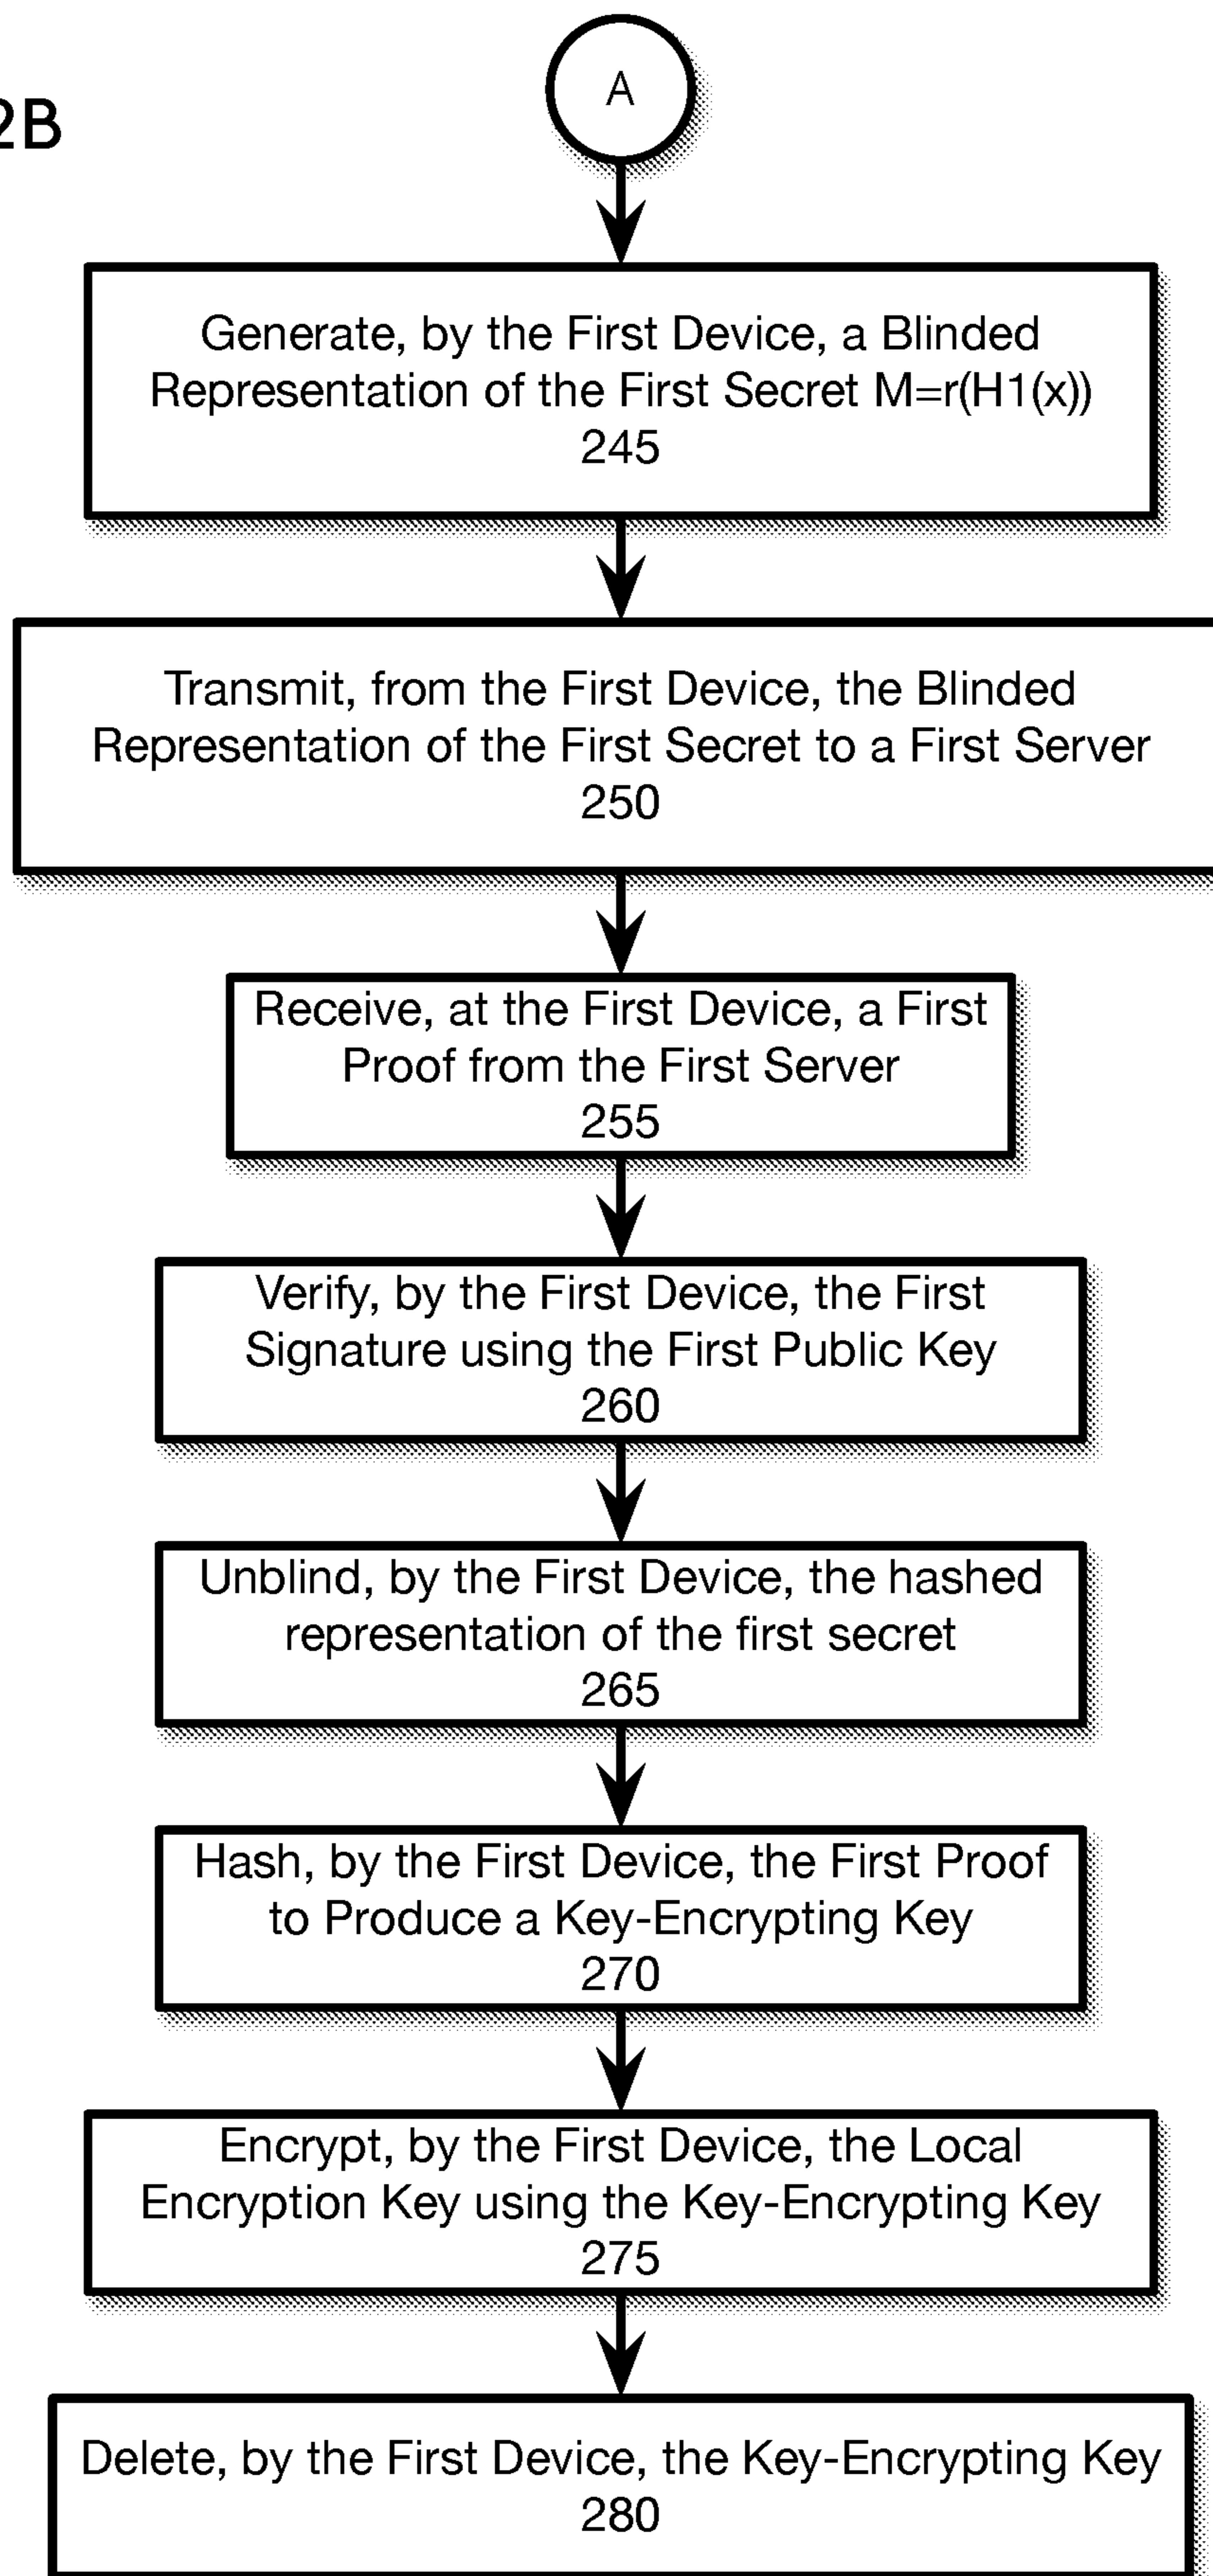 2B
A
Generate, by the First Device, a Blinded
Representation of the First Secret M=r(H1(x))
245
Transmit, from the First Device, the Blinded
Representation of the First Secret to a First Server
250
Receive, at the First Device, a First
Proof from the First Server
255
Verify, by the First Device, the First
Signature using the First Public Key
260
Unblind, by the First Device, the hashed
representation of the first secret
265
Hash, by the First Device, the First Proof
to Produce a Key-Encrypting Key
270
Encrypt, by the First Device, the Local
Encryption Key using the Key-Encrypting Key
275
Delete, by the First Device, the Key-Encrypting Key
280